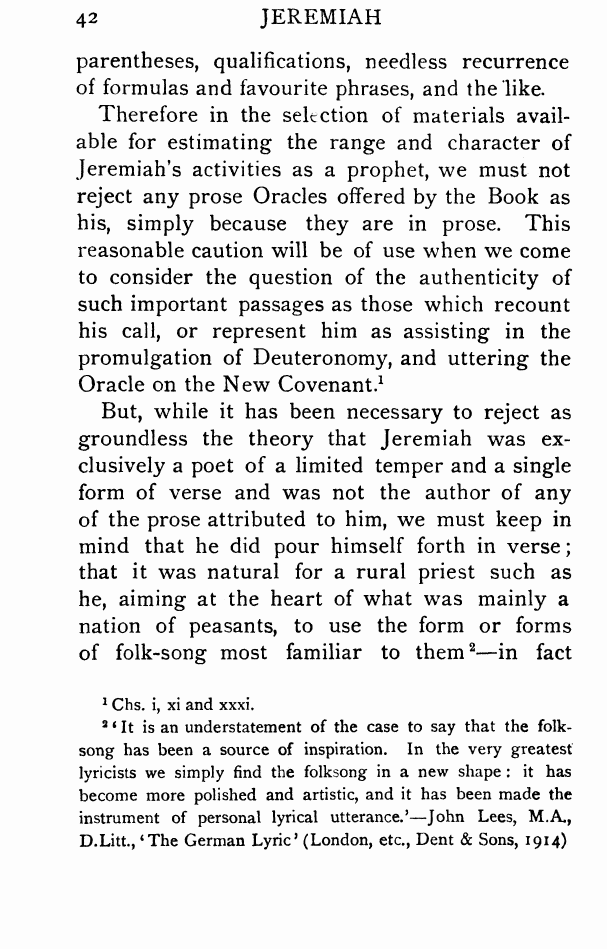 42 JEREMIAH
parentheses, qualifications, needless recurrence
of formulas and favourite phrases, and the like.
Therefore in the selection of materials avail-
able for estimating the range and character of
Jeremiah's activities as a prophet, we must not
reject any prose Oracles offered by the Book as
his, simply because they are in prose. This
reasonable caution will be of use when we come
to consider the question of the authenticity of
such important passages as those which recount
his call, or represent him as assisting in the
promulgation of Deuteronomy, and uttering the
Oracle on the New Covenant.¹
But, while it has been necessary to reject as
groundless the theory that Jeremiah was ex-
clusively a poet of a limited temper and a single
form of verse and was not the author of any
of the prose attributed to him, we must keep in
mind that he did pour himself forth in verse;
that it was natural for a rural priest such as
he, aiming at the heart of what was mainly a
nation of peasants, to use the form or forms
of folk-song most familiar to them²—in fact
¹ Chs. i, xi and xxxi.
² 'It is an understatement of the case to say that the folk-
song has been a source of inspiration. In the very greatest
lyricists we simply find the folksong in a new shape: it has
become more polished and artistic, and it has been made the
instrument of personal lyrical utterance.'—John Lees, M.A.,
D.Litt., 'The German Lyric' (London, etc., Dent & Sons, 1914)